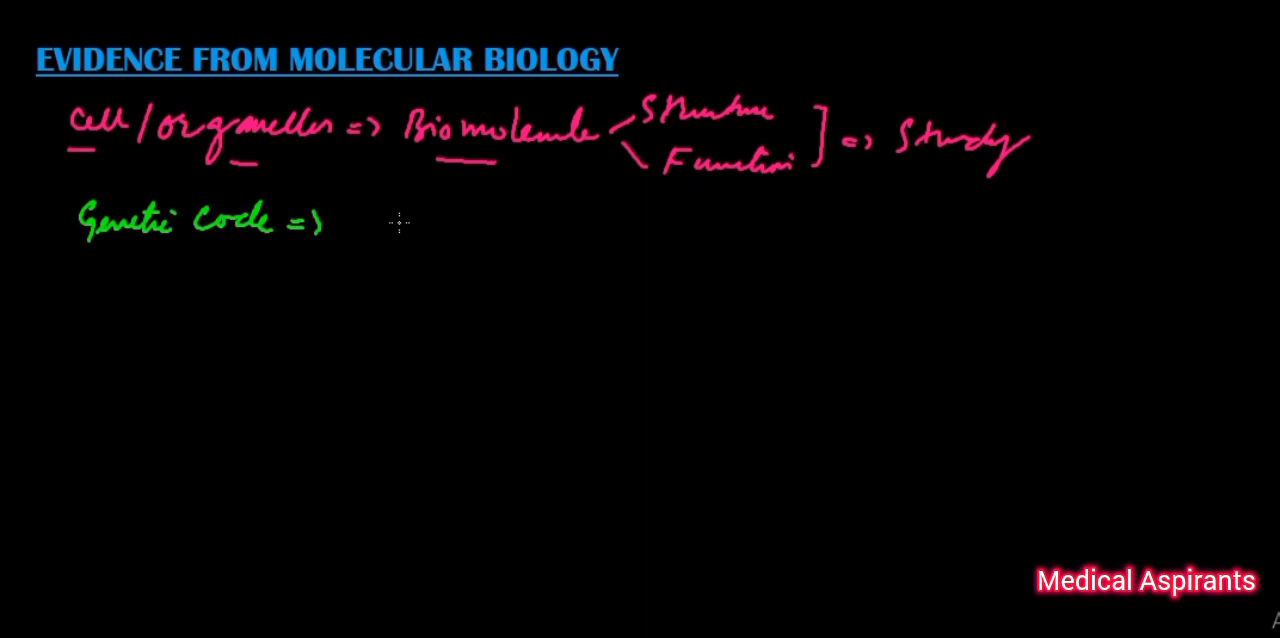 EVIDENCE FROM MOLECULAR BIOLOGY
Cell / organelles => Biomolecule
Structure
Function
] => Study
Genetic Code =>
Medical Aspirants